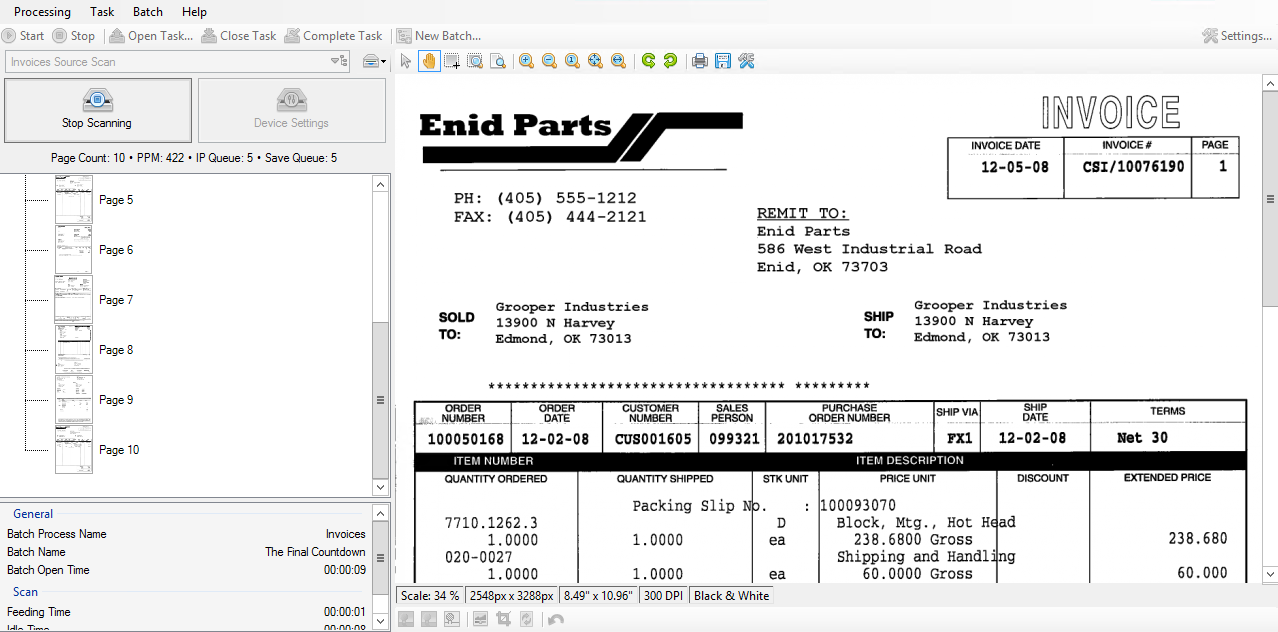 Processing Task Batch Help
Start Stop Open Task... Close Task Complete Task New Batch... Settings...
Invoices Source Scan
Stop Scanning Device Settings
Page Count: 10 • PPM: 422 • IP Queue: 5 • Save Queue: 5
Page 5
Page 6
Page 7
Page 8
Page 9
Page 10
General
Batch Process Name Invoices
Batch Name The Final Countdown
Batch Open Time 00:00:09
Scan
Feeding Time 00:00:01
Idle Time 00:00:08
Enid Parts
INVOICE
INVOICE DATE INVOICE # PAGE
12-05-08 CSI/10076190 1
PH: (405) 555-1212
FAX: (405) 444-2121
REMIT TO:
Enid Parts
586 West Industrial Road
Enid, OK 73703
SOLD TO:
Grooper Industries
13900 N Harvey
Edmond, OK 73013
SHIP TO:
Grooper Industries
13900 N Harvey
Edmond, OK 73013
*********************************** *********
ORDER NUMBER ORDER DATE CUSTOMER NUMBER SALES PERSON PURCHASE ORDER NUMBER SHIP VIA SHIP DATE TERMS
100050168 12-02-08 CUS001605 099321 201017532 FX1 12-02-08 Net 30
ITEM NUMBER ITEM DESCRIPTION
QUANTITY ORDERED QUANTITY SHIPPED STK UNIT PRICE UNIT DISCOUNT EXTENDED PRICE
Packing Slip No. : 100093070
7710.1262.3 D Block, Mtg., Hot Head
1.0000 1.0000 ea 238.6800 Gross 238.680
020-0027 Shipping and Handling
1.0000 1.0000 ea 60.0000 Gross 60.000
Scale: 34 % 2548px x 3288px 8.49" x 10.96" 300 DPI Black & White